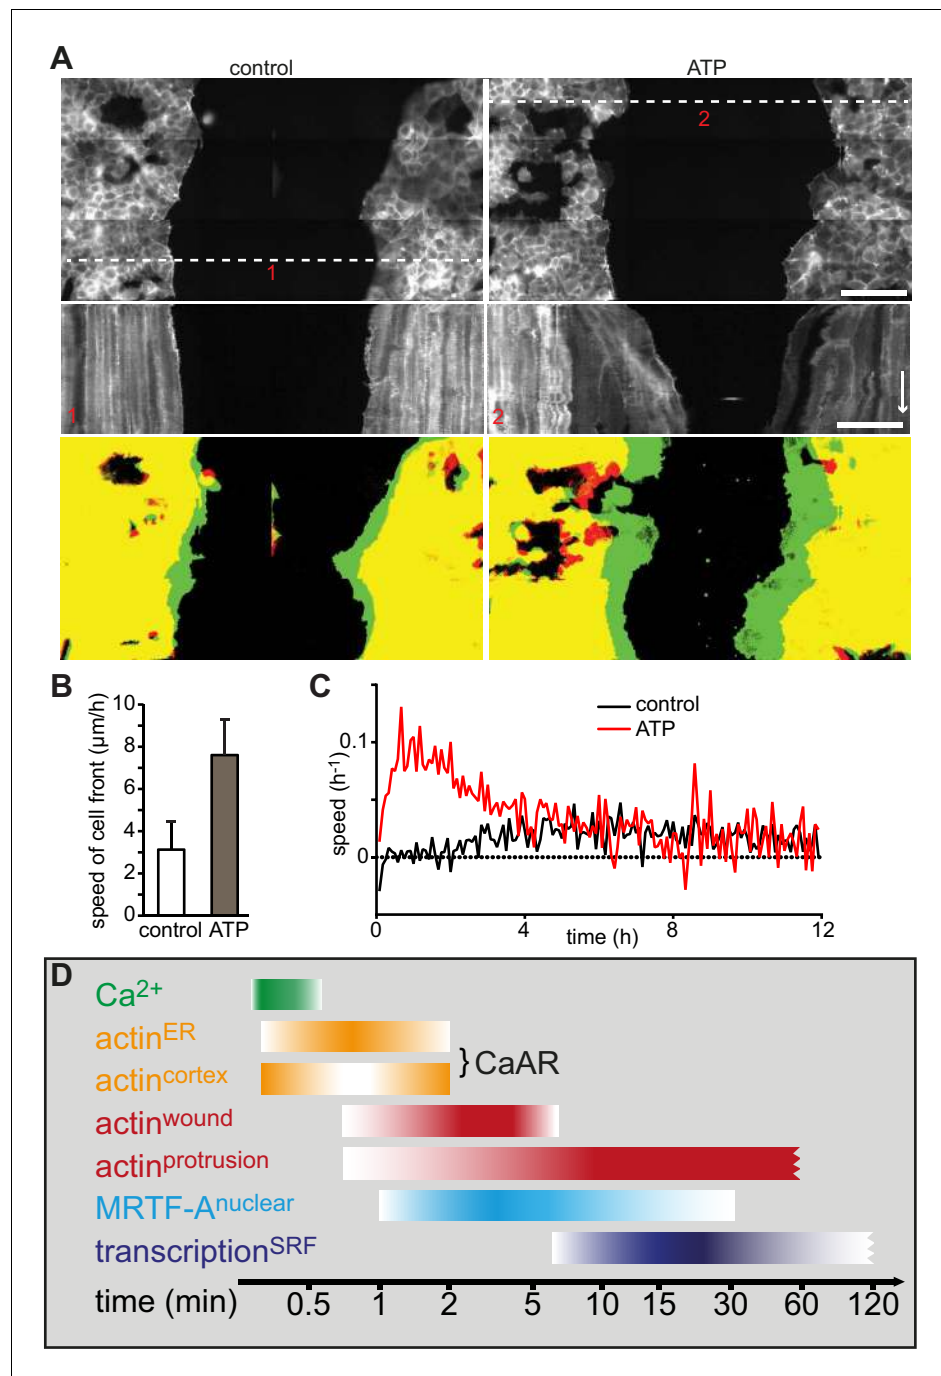 A
control
ATP
2
1
1
2
B
speed of cell front (µm/h)
10
8
6
4
2
0
control ATP
C
control
ATP
speed (h⁻¹)
0.1
0
0
4
8
12
time (h)
D
Ca²⁺
actinᴱᴿ
actincortex
} CaAR
actinwound
actinprotrusion
MRTF-Anuclear
transcriptionSRF
time (min)
0.5 1 2 5 10 15 30 60 120